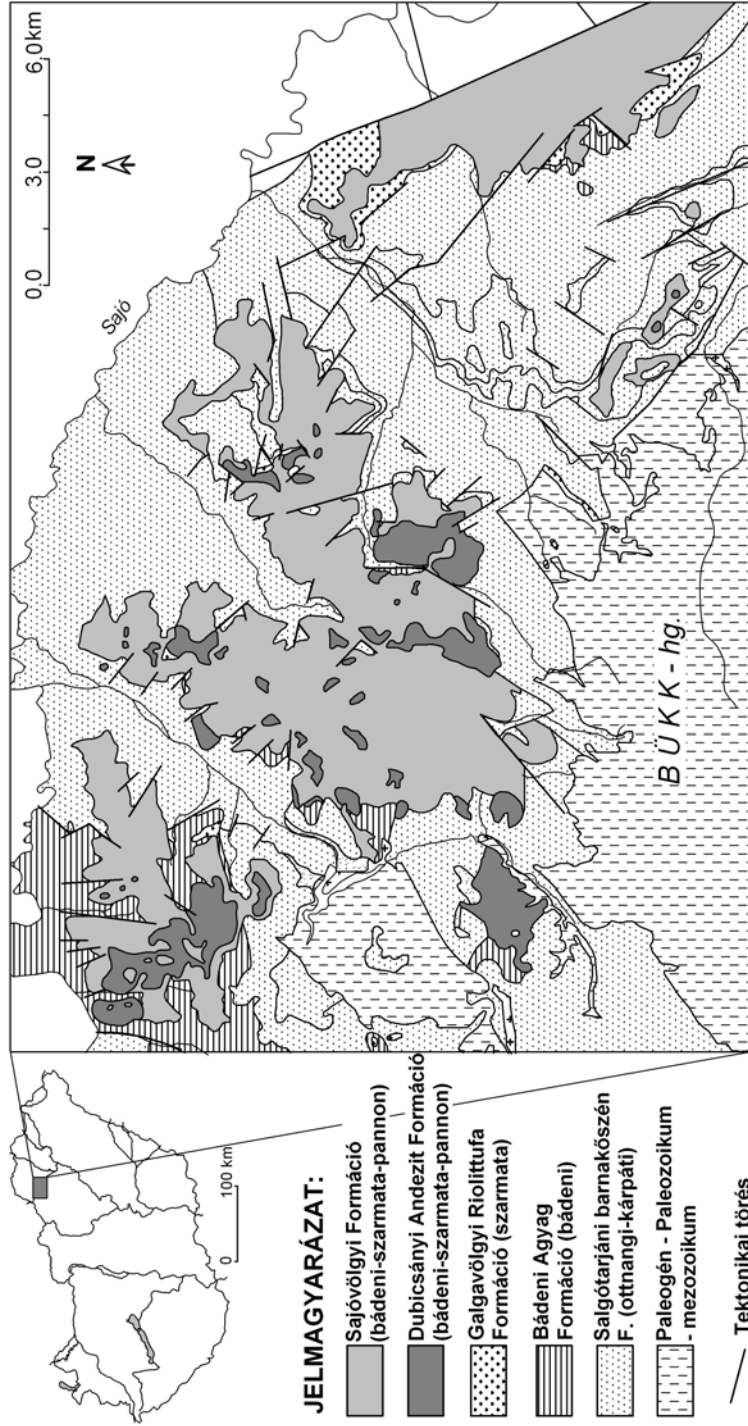 0
100 km
JELMAGYARÁZAT:
Sajóvölgyi Formáció
(bádeni-szarmata-pannon)
Dubicsányi Andezit Formáció
(bádeni-szarmata-pannon)
Galgavölgyi Riolittufa
Formáció (szarmata)
Bádeni Agyag
Formáció (bádeni)
Salgótarjáni barnakőszén
F. (ottnangi-kárpáti)
Paleogén - Paleozoikum
- mezozoikum
Tektonikai törés
Sajó
0,0
3,0
6,0km
N
BÜKK - hg.